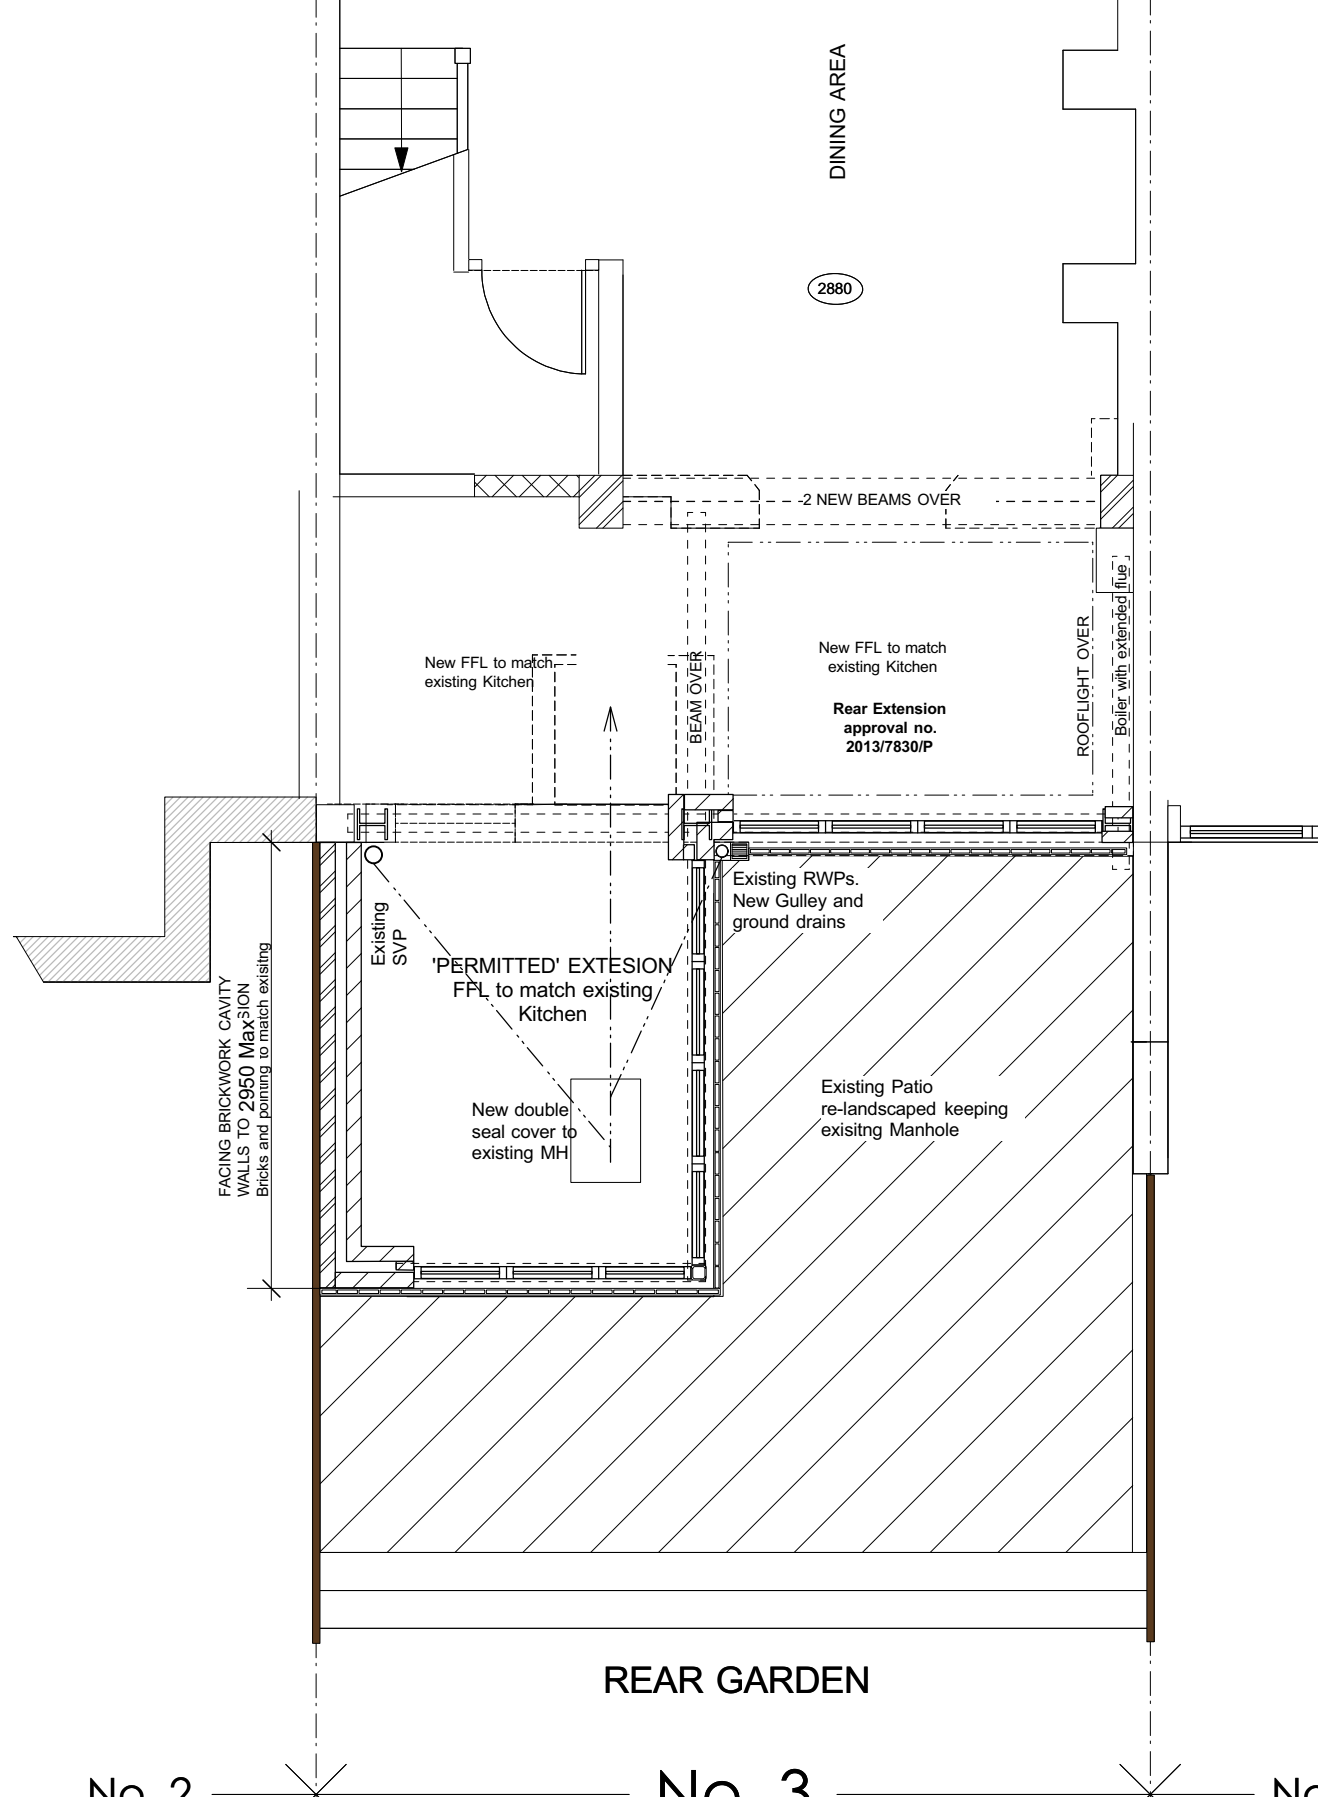 DINING AREA
2880
2 NEW BEAMS OVER
New FFL to match
existing Kitchen
BEAM OVER
New FFL to match
existing Kitchen
Rear Extension
approval no.
2013/7830/P
ROOFLIGHT OVER
Boiler with extended flue
Existing
SVP
'PERMITTED' EXTESION
FFL to match existing
Kitchen
Existing RWPs.
New Gulley and
ground drains
FACING BRICKWORK CAVITY
WALLS TO
2950 Max
Bricks and pointing to match exisitng
New double
seal cover to
existing MH
Existing Patio
re-landscaped keeping
exisitng Manhole
REAR GARDEN
No. 2
No. 3
No